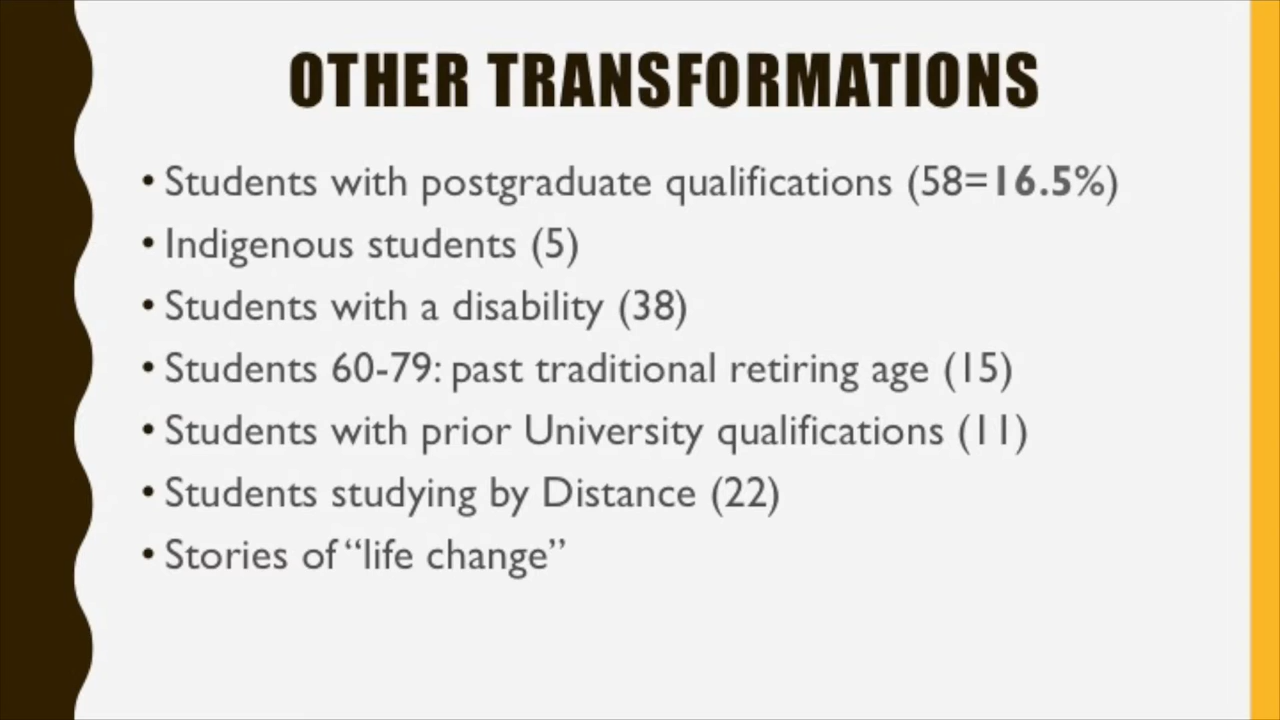 OTHER TRANSFORMATIONS
• Students with postgraduate qualifications (58=16.5%)
• Indigenous students (5)
• Students with a disability (38)
• Students 60-79: past traditional retiring age (15)
• Students with prior University qualifications (11)
• Students studying by Distance (22)
• Stories of “life change”